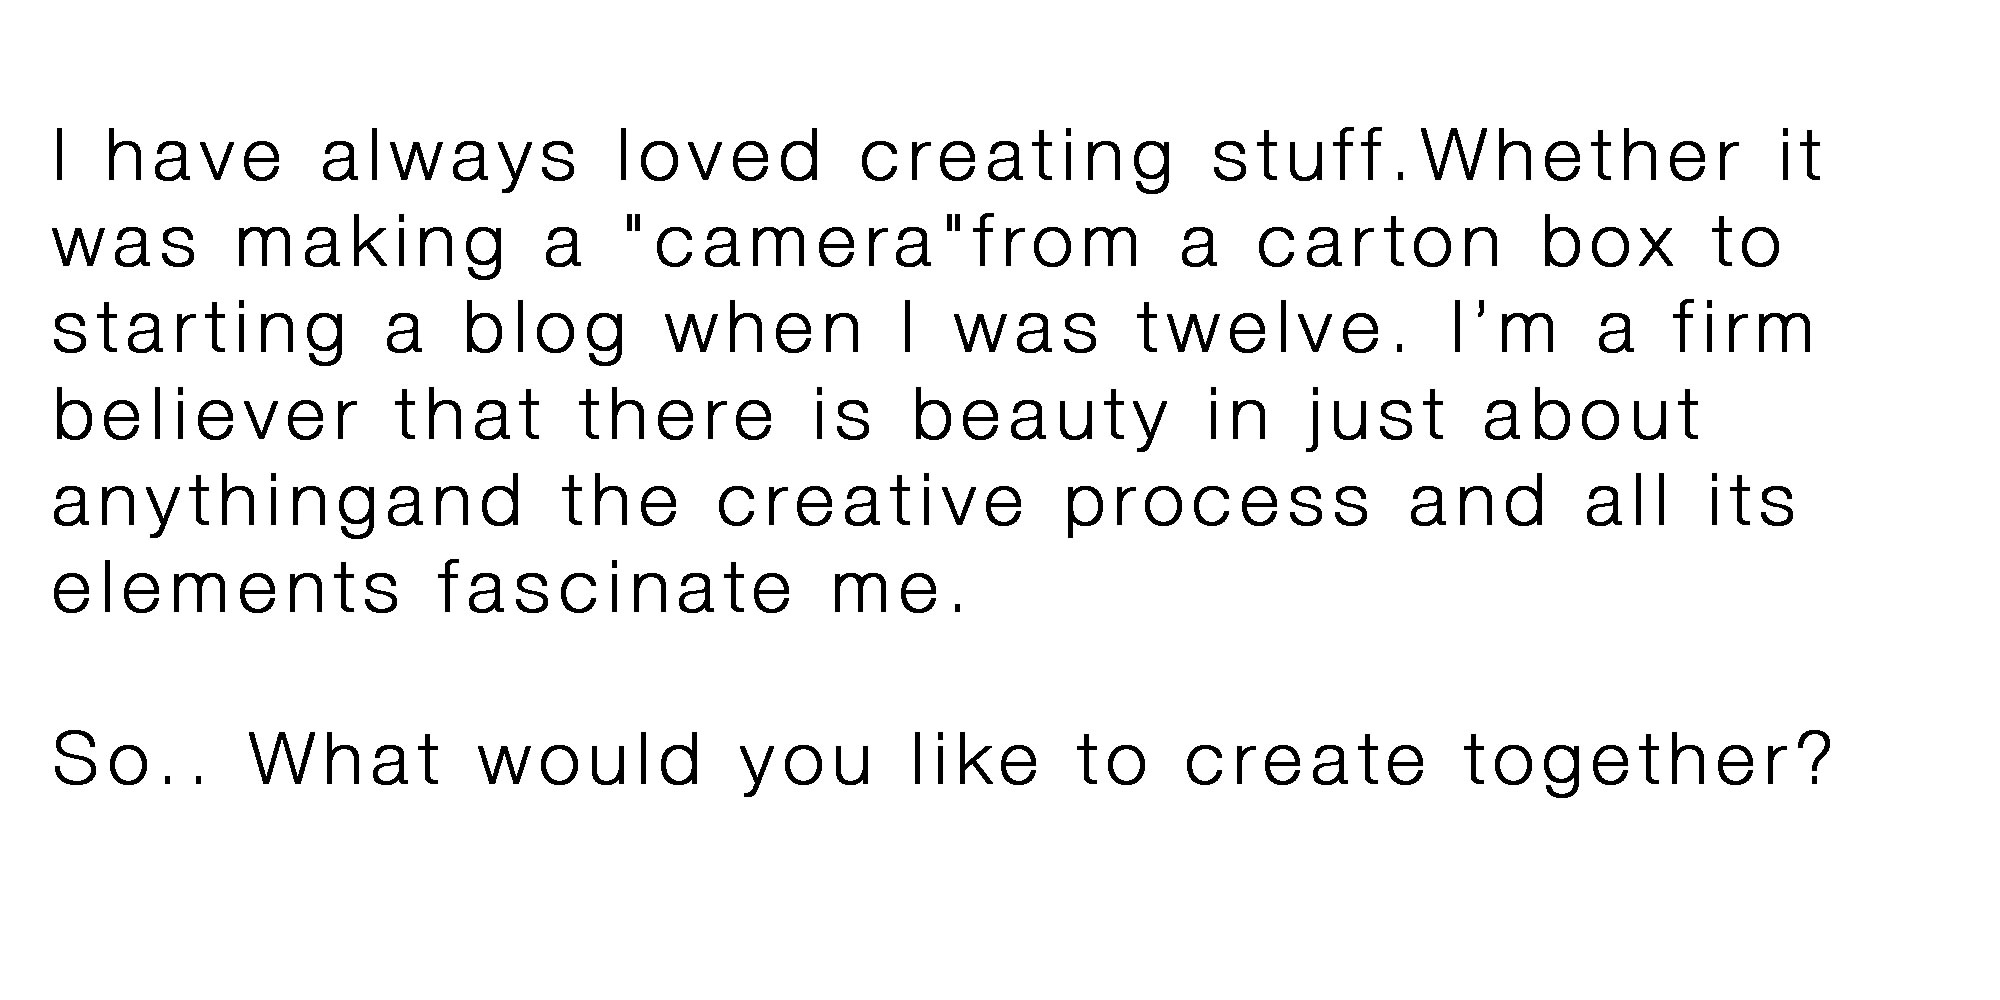 I have always loved creating stuff.Whether it
was making a "camera"from a carton box to
starting a blog when I was twelve. I’m a firm
believer that there is beauty in just about
anythingand the creative process and all its
elements fascinate me.
So.. What would you like to create together?